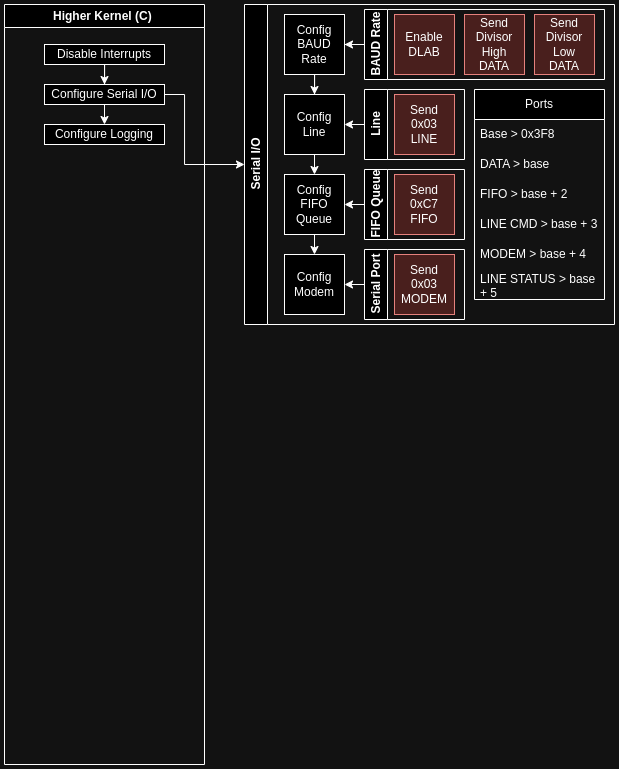 Higher Kernel (C)
Disable Interrupts
Configure Serial I/O
Configure Logging
Serial I/O
Config
BAUD
Rate
BAUD Rate
Enable
DLAB
Send
Divisor
High
DATA
Send
Divisor
Low
DATA
Config
Line
Line
Send
0x03
LINE
Config
FIFO
Queue
FIFO Queue
Send
0xC7
FIFO
Config
Modem
Serial Port
Send
0x03
MODEM
Ports
Base > 0x3F8
DATA > base
FIFO > base + 2
LINE CMD > base + 3
MODEM > base + 4
LINE STATUS > base
+ 5